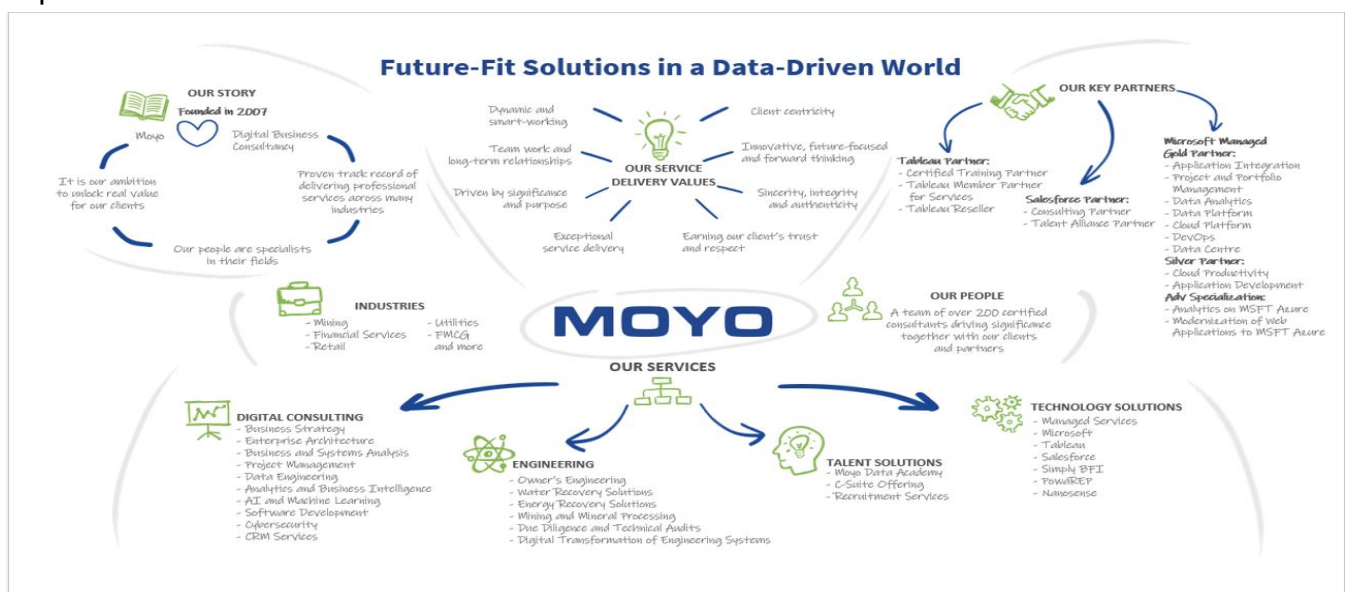 Future-Fit Solutions in a Data-Driven World
OUR STORY
Founded in 2007
Moyo
Digital Business
Consultancy
It is our ambition
to unlock real value
for our clients
Proven track record of
delivering professional
services across many
industries
Our people are specialists
in their fields
Dynamic and
smart-working
Team work and
long-term relationships
Driven by significance
and purpose
Exceptional
service delivery
OUR SERVICE
DELIVERY VALUES
Client centricity
Innovative, future-focused
and forward thinking
Sincerity, integrity
and authenticity
Earning our client's trust
and respect
OUR KEY PARTNERS
Tableau Partner:
- Certified Training Partner
- Tableau Member Partner
for Services
- Tableau Reseller
Salesforce Partner:
- Consulting Partner
- Talent Alliance Partner
Microsoft Managed
Gold Partner:
- Application Integration
- Project and Portfolio
Management
- Data Analytics
- Data Platform
- Cloud Platform
- DevOps
- Data Centre
Silver Partner:
- Cloud Productivity
- Application Development
Adv Specialization:
- Analytics on MSFT Azure
- Modernization of Web
Applications to MSFT Azure
INDUSTRIES
- Mining
- Financial Services
- Retail
- Utilities
- FMCG
and more
MOYO
OUR PEOPLE
A team of over 200 certified
consultants driving significance
together with our clients
and partners
OUR SERVICES
DIGITAL CONSULTING
- Business Strategy
- Enterprise Architecture
- Business and Systems Analysis
- Project Management
- Data Engineering
- Analytics and Business Intelligence
- AI and Machine Learning
- Software Development
- Cybersecurity
- CRM Services
ENGINEERING
- Owner's Engineering
- Water Recovery Solutions
- Energy Recovery Solutions
- Mining and Mineral Processing
- Due Diligence and Technical Audits
- Digital Transformation of Engineering Systems
TALENT SOLUTIONS
- Moyo Data Academy
- C-Suite Offering
- Recruitment Services
TECHNOLOGY SOLUTIONS
- Managed Services
- Microsoft
- Tableau
- Salesforce
- Simply BFI
- PowaREP
- Nanosense